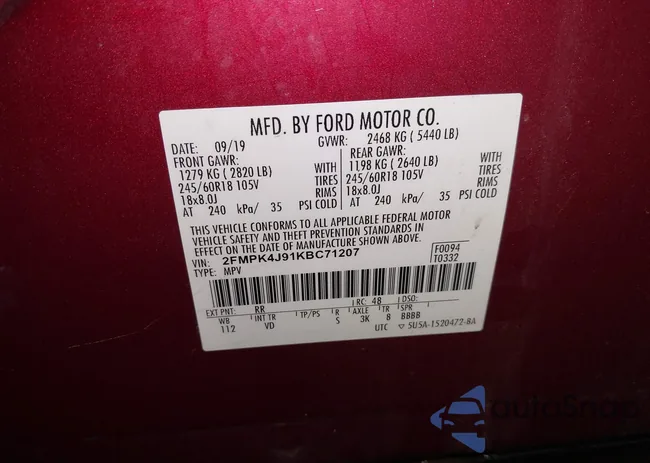 MFD. BY FORD MOTOR CO.
DATE: 09/19 GVWR: 2468 KG ( 5440 LB)
FRONT GAWR: REAR GAWR:
1279 KG ( 2820 LB) WITH 1198 KG ( 2640 LB) WITH
245/60R18 105V TIRES 245/60R18 105V TIRES
18x8.0J RIMS 18x8.0J RIMS
AT 240 kPa/ 35 PSI COLD AT 240 kPa/ 35 PSI COLD
THIS VEHICLE CONFORMS TO ALL APPLICABLE FEDERAL MOTOR
VEHICLE SAFETY AND THEFT PREVENTION STANDARDS IN
EFFECT ON THE DATE OF MANUFACTURE SHOWN ABOVE.
VIN: 2FMPK4J91KBC71207 F0094
TYPE: MPV T0332
EXT PNT: RR RC: 48 DSO:
WB INT TR TP/PS R AXLE TR SPR
112 VD S 3K 8 BBBB
UTC ▽ 5U5A-1520472-8A
autoSnap